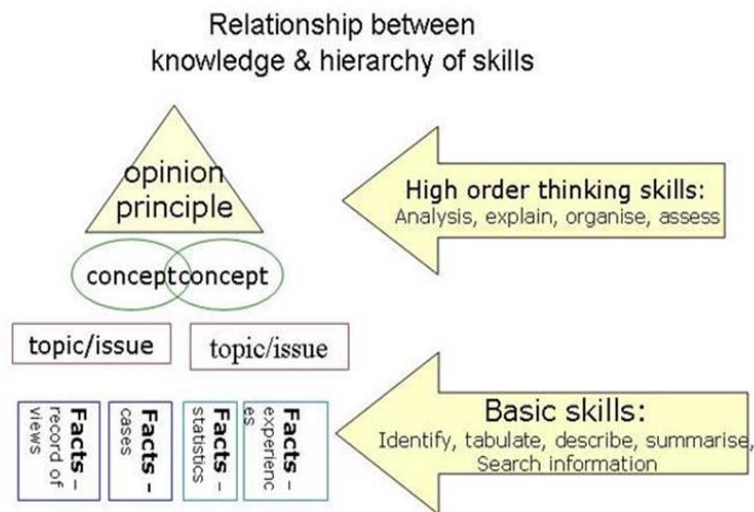 Relationship between
knowledge & hierarchy of skills
opinion
principle
High order thinking skills:
Analysis, explain, organise, assess
concept
concept
topic/issue
topic/issue
Facts –
record of
views
Facts –
cases
Facts –
statistics
Facts –
experienc
es
Basic skills:
Identify, tabulate, describe, summarise,
Search information